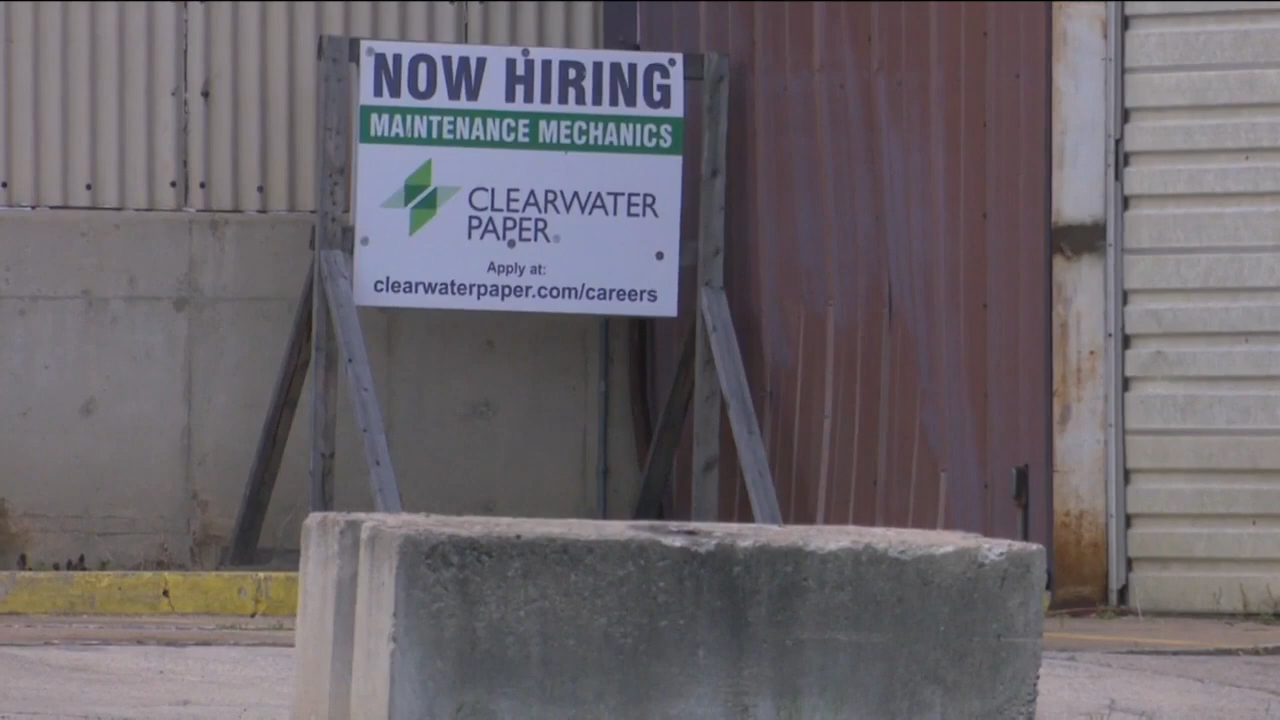 NOW HIRING
MAINTENANCE MECHANICS
CLEARWATER
PAPER®
Apply at:
clearwaterpaper.com/careers